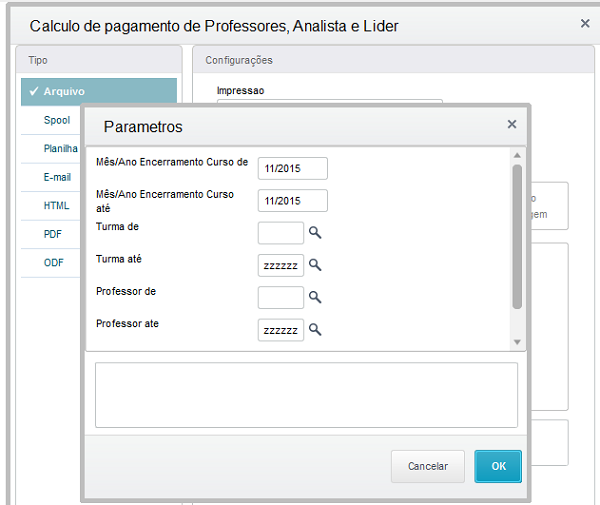 Calculo de pagamento de Professores, Analista e Lider
Tipo
Configurações
Arquivo
Impressao
Spool
Planilha
E-mail
HTML
PDF
ODF
Parametros
Mês/Ano Encerramento Curso de
11/2015
Mês/Ano Encerramento Curso
até
11/2015
Turma de
Turma até
zzzzzz
Professor de
Professor ate
zzzzzz
o
gem
Cancelar
OK